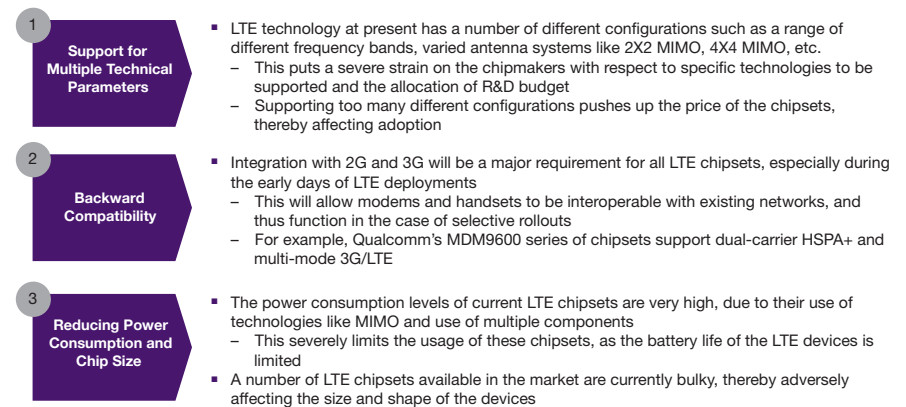 1
Support for
Multiple Technical
Parameters
▪ LTE technology at present has a number of different configurations such as a range of
different frequency bands, varied antenna systems like 2X2 MIMO, 4X4 MIMO, etc.
– This puts a severe strain on the chipmakers with respect to specific technologies to be
supported and the allocation of R&D budget
– Supporting too many different configurations pushes up the price of the chipsets,
thereby affecting adoption
2
Backward
Compatibility
▪ Integration with 2G and 3G will be a major requirement for all LTE chipsets, especially during
the early days of LTE deployments
– This will allow modems and handsets to be interoperable with existing networks, and
thus function in the case of selective rollouts
– For example, Qualcomm's MDM9600 series of chipsets support dual-carrier HSPA+ and
multi-mode 3G/LTE
3
Reducing Power
Consumption and
Chip Size
▪ The power consumption levels of current LTE chipsets are very high, due to their use of
technologies like MIMO and use of multiple components
– This severely limits the usage of these chipsets, as the battery life of the LTE devices is
limited
▪ A number of LTE chipsets available in the market are currently bulky, thereby adversely
affecting the size and shape of the devices